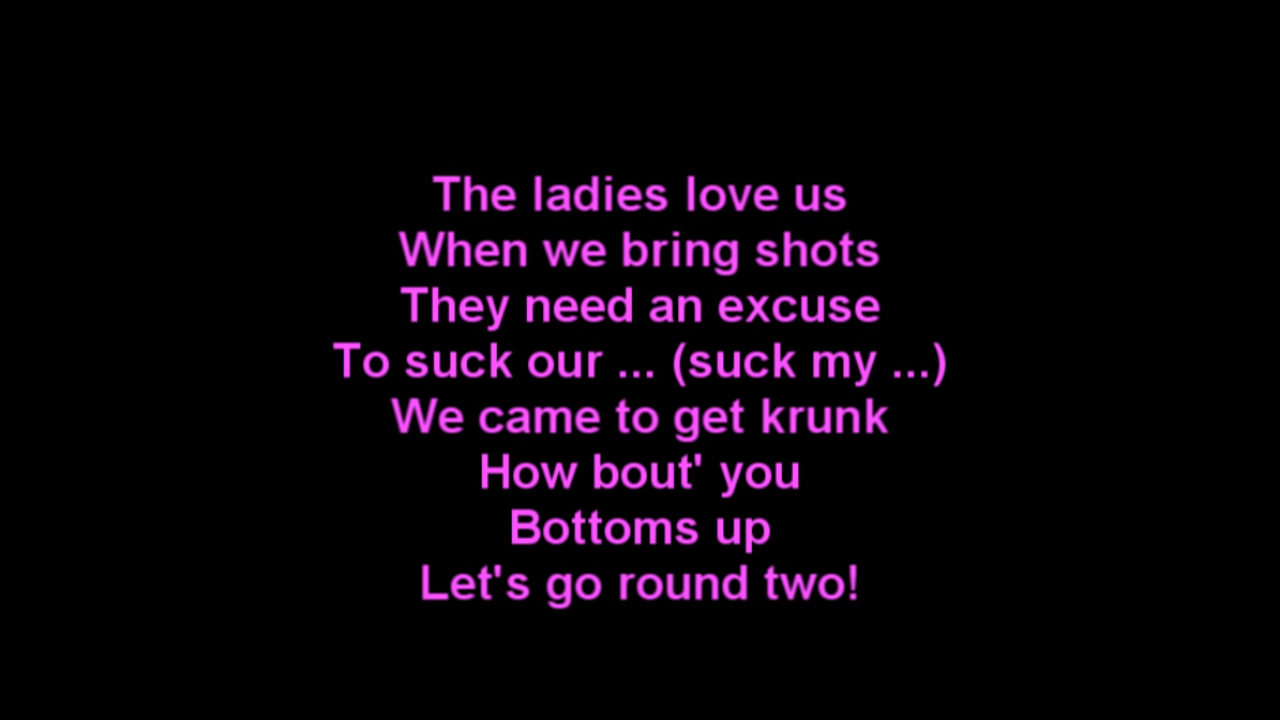 The ladies love us
When we bring shots
They need an excuse
To suck our ... (suck my ...)
We came to get krunk
How bout' you
Bottoms up
Let's go round two!